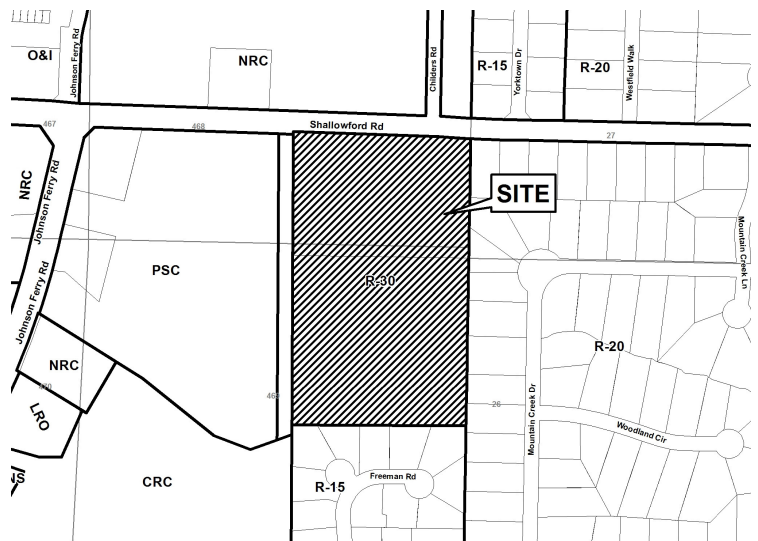 O&I
Johnson Ferry Rd
NRC
Childers Rd
R-15
Yorktown Dr
R-20
Westfield Walk
467
468
Shallowford Rd
27
NRC
Johnson Ferry Rd
SITE
Mountain Creek Ln
PSC
R-30
Johnson Ferry Rd
NRC
R-20
LRO
26
Mountain Creek Dr
Woodland Cir
CRC
R-15
Freeman Rd